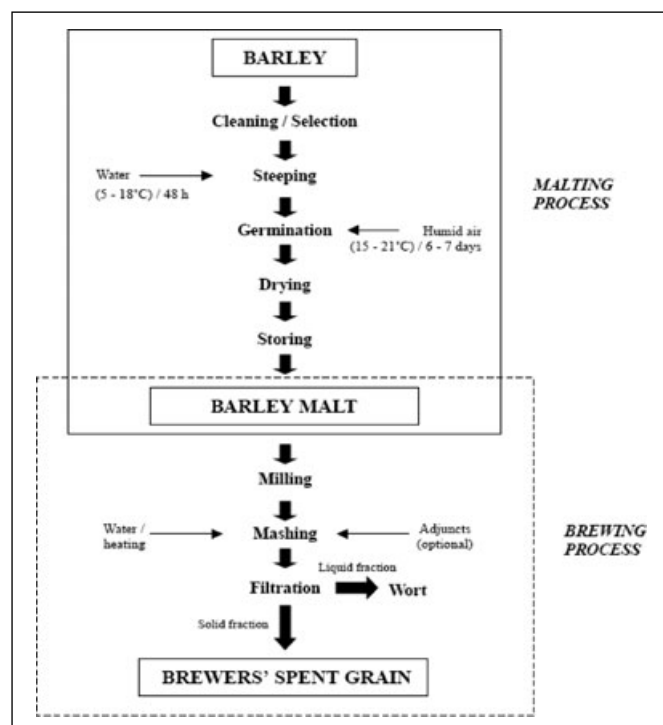 BARLEY
Cleaning / Selection
Water
(5 - 18°C) / 48 h
Steeping
MALTING
PROCESS
Germination
Humid air
(15 - 21°C) / 6 - 7 days
Drying
Storing
BARLEY MALT
Milling
Water /
heating
Mashing
Adjuncts
(optional)
BREWING
PROCESS
Liquid fraction
Filtration
Wort
Solid fraction
BREWERS’ SPENT GRAIN